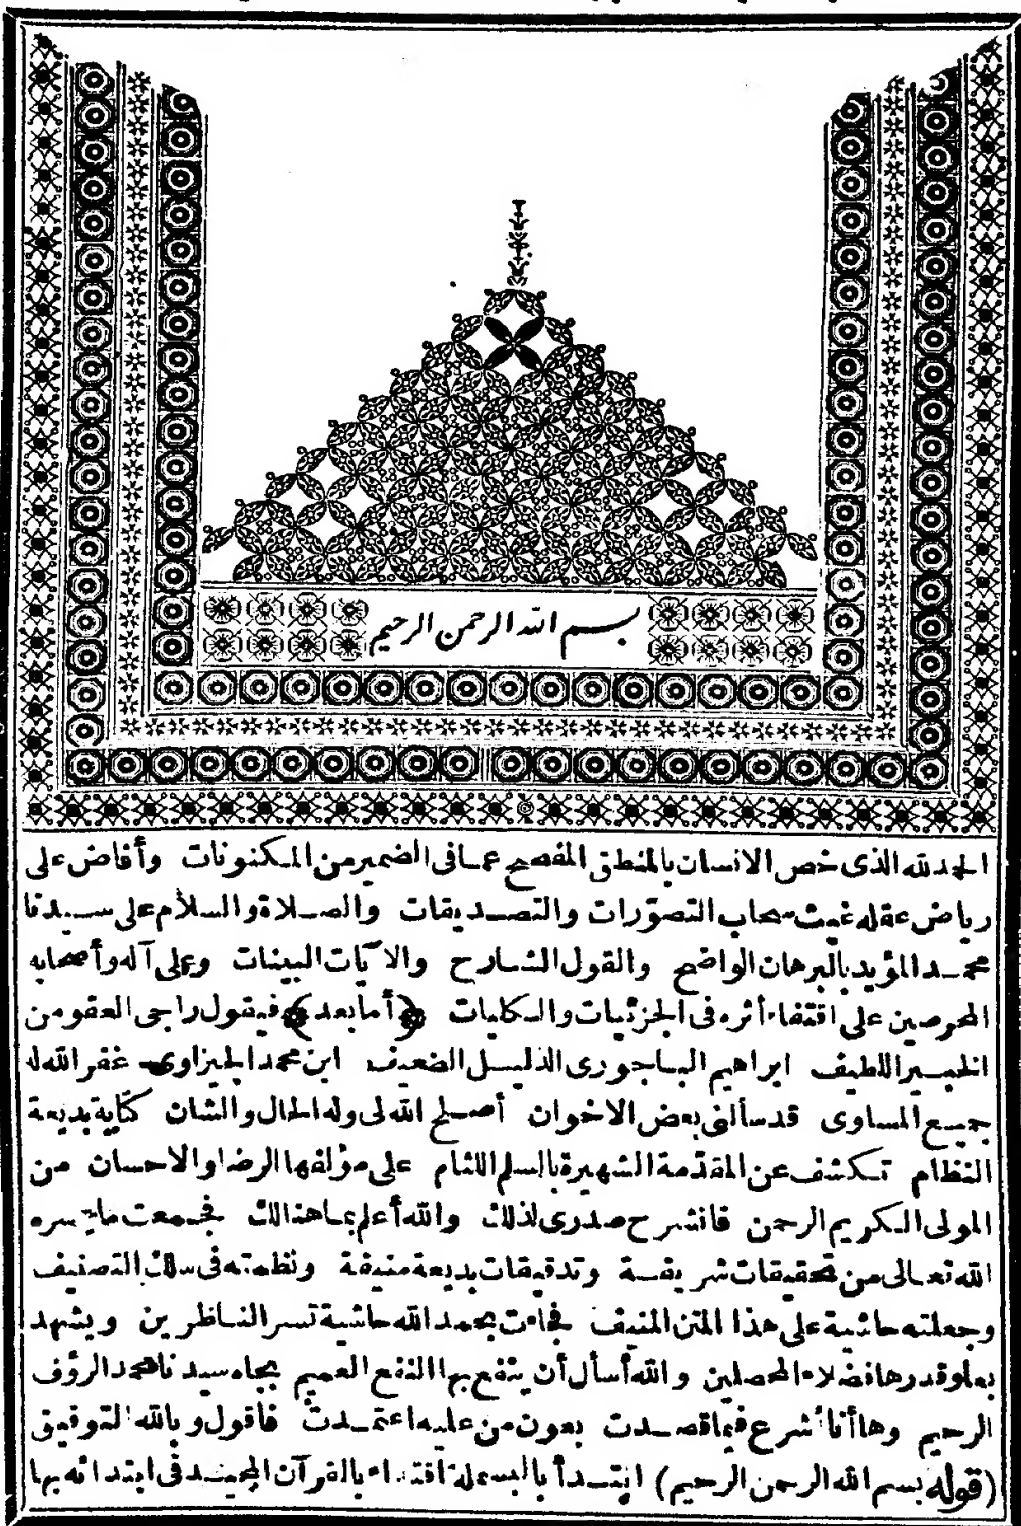 بسم الله الرحمن الرحيم
الحمد لله الذى خص الانسان بالمنطق المفصح عما فى الضمير من المكنونات وأفاض على
رياض عقله غيث سحاب التصورات والتصديقات والصلاة والسلام على سيدنا
محمد المؤيد بالبرهان الواضح والقول الشارح والآيات البينات وعلى آله وأصحابه
المحرصين على اقتفاء أثره فى الجزئيات والكليات ﴿أما بعد﴾ فيقول راجى العفو من
الخبير اللطيف ابراهيم الباجورى الذليل الضعيف ابن محمد الجيزاوى غفر الله له
جميع المساوى قد سألنى بعض الاخوان أصلح الله لى وله الحال والشان كتابة بديعة
النظام تكشف عن المقدمة الشهيرة بالسلم اللثام على مؤلفها الرضا والاحسان من
المولى الكريم الرحمن فانشرح صدرى لذلك والله أعلم بما هنالك فجمعت ما يسره
الله تعالى من تحقيقات شريفة وتدقيقات بديعة منيفة ونظمته فى سلك التصنيف
وجعلته حاشية على هذا المتن المنيف فجاءت بحمد الله حاشية تسر الناظرين ويشهد
بعلو قدرها فضلاء المحصلين والله أسأل أن ينفع بها النفع العميم بجاه سيدنا محمد الرؤف
الرحيم وها أنا أشرع فيما قصدت بعون من عليه اعتمدت فأقول وبالله التوفيق
(قوله بسم الله الرحمن الرحيم) ابتدأ بالبسملة اقتداء بالقرآن المجيد فى ابتدائه بها